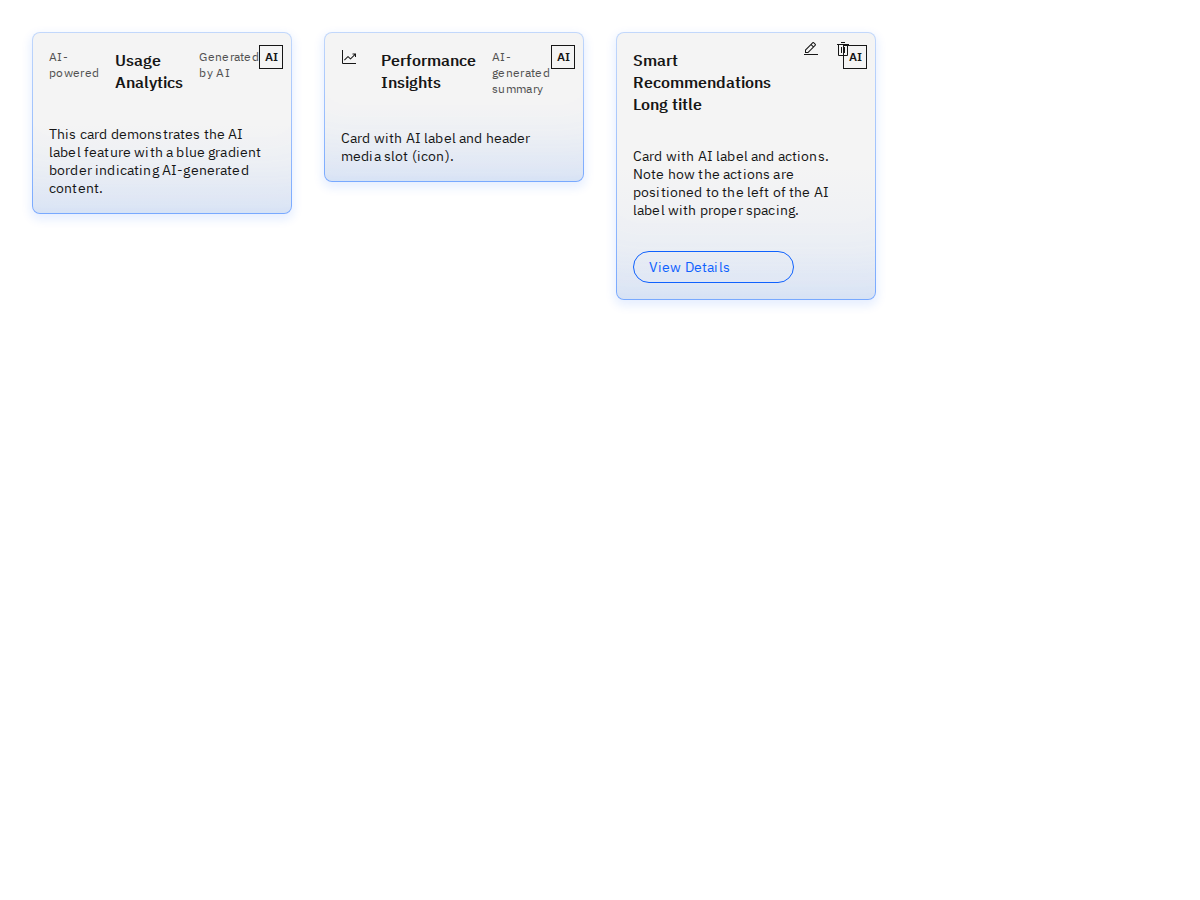 AI-
powered
Usage
Analytics
Generated
by AI
AI
This card demonstrates the AI
label feature with a blue gradient
border indicating AI-generated
content.
Performance
Insights
AI-
generated
summary
AI
Card with AI label and header
media slot (icon).
Smart
Recommendations
Long title
AI
Card with AI label and actions.
Note how the actions are
positioned to the left of the AI
label with proper spacing.
View Details